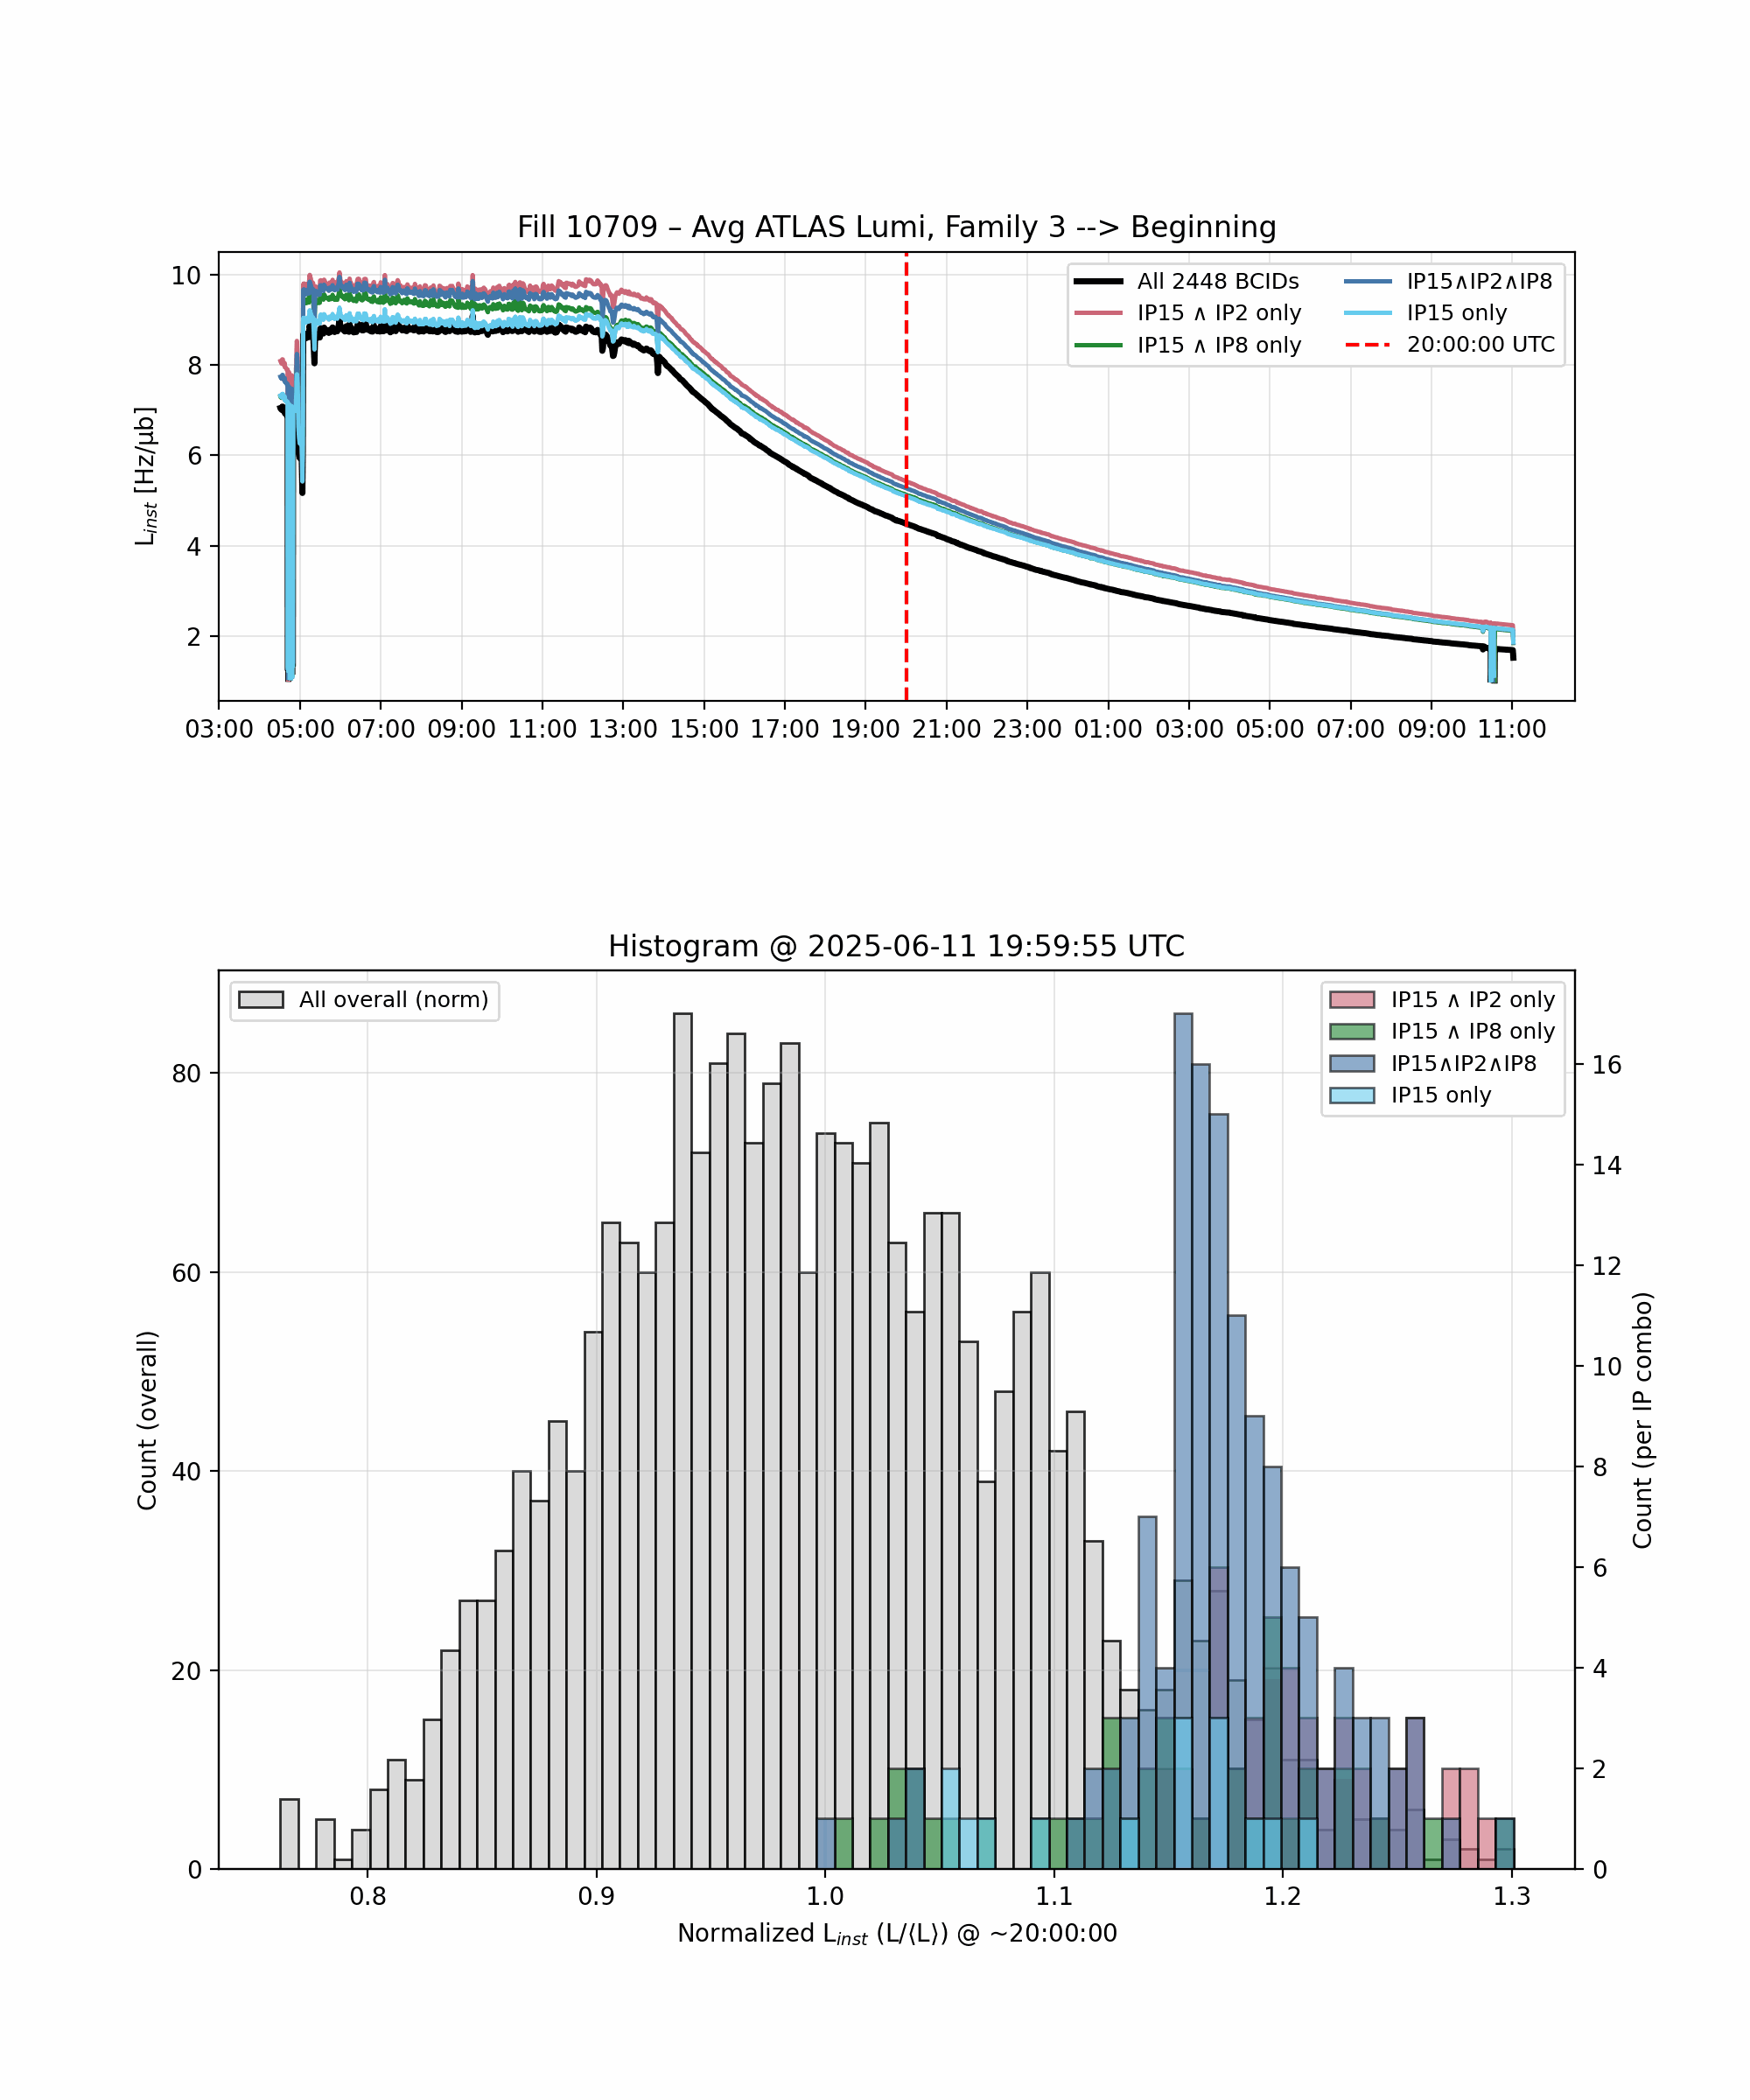 Fill 10709 – Avg ATLAS Lumi, Family 3 --> Beginning
All 2448 BCIDs
IP15 ∧ IP2 only
IP15 ∧ IP8 only
IP15∧IP2∧IP8
IP15 only
20:00:00 UTC
L_inst [Hz/μb]
10
8
6
4
2
03:00 05:00 07:00 09:00 11:00 13:00 15:00 17:00 19:00 21:00 23:00 01:00 03:00 05:00 07:00 09:00 11:00
Histogram @ 2025-06-11 19:59:55 UTC
All overall (norm)
IP15 ∧ IP2 only
IP15 ∧ IP8 only
IP15∧IP2∧IP8
IP15 only
Count (overall)
80
60
40
20
0
Count (per IP combo)
16
14
12
10
8
6
4
2
0
0.8 0.9 1.0 1.1 1.2 1.3
Normalized L_inst (L/⟨L⟩) @ ~20:00:00